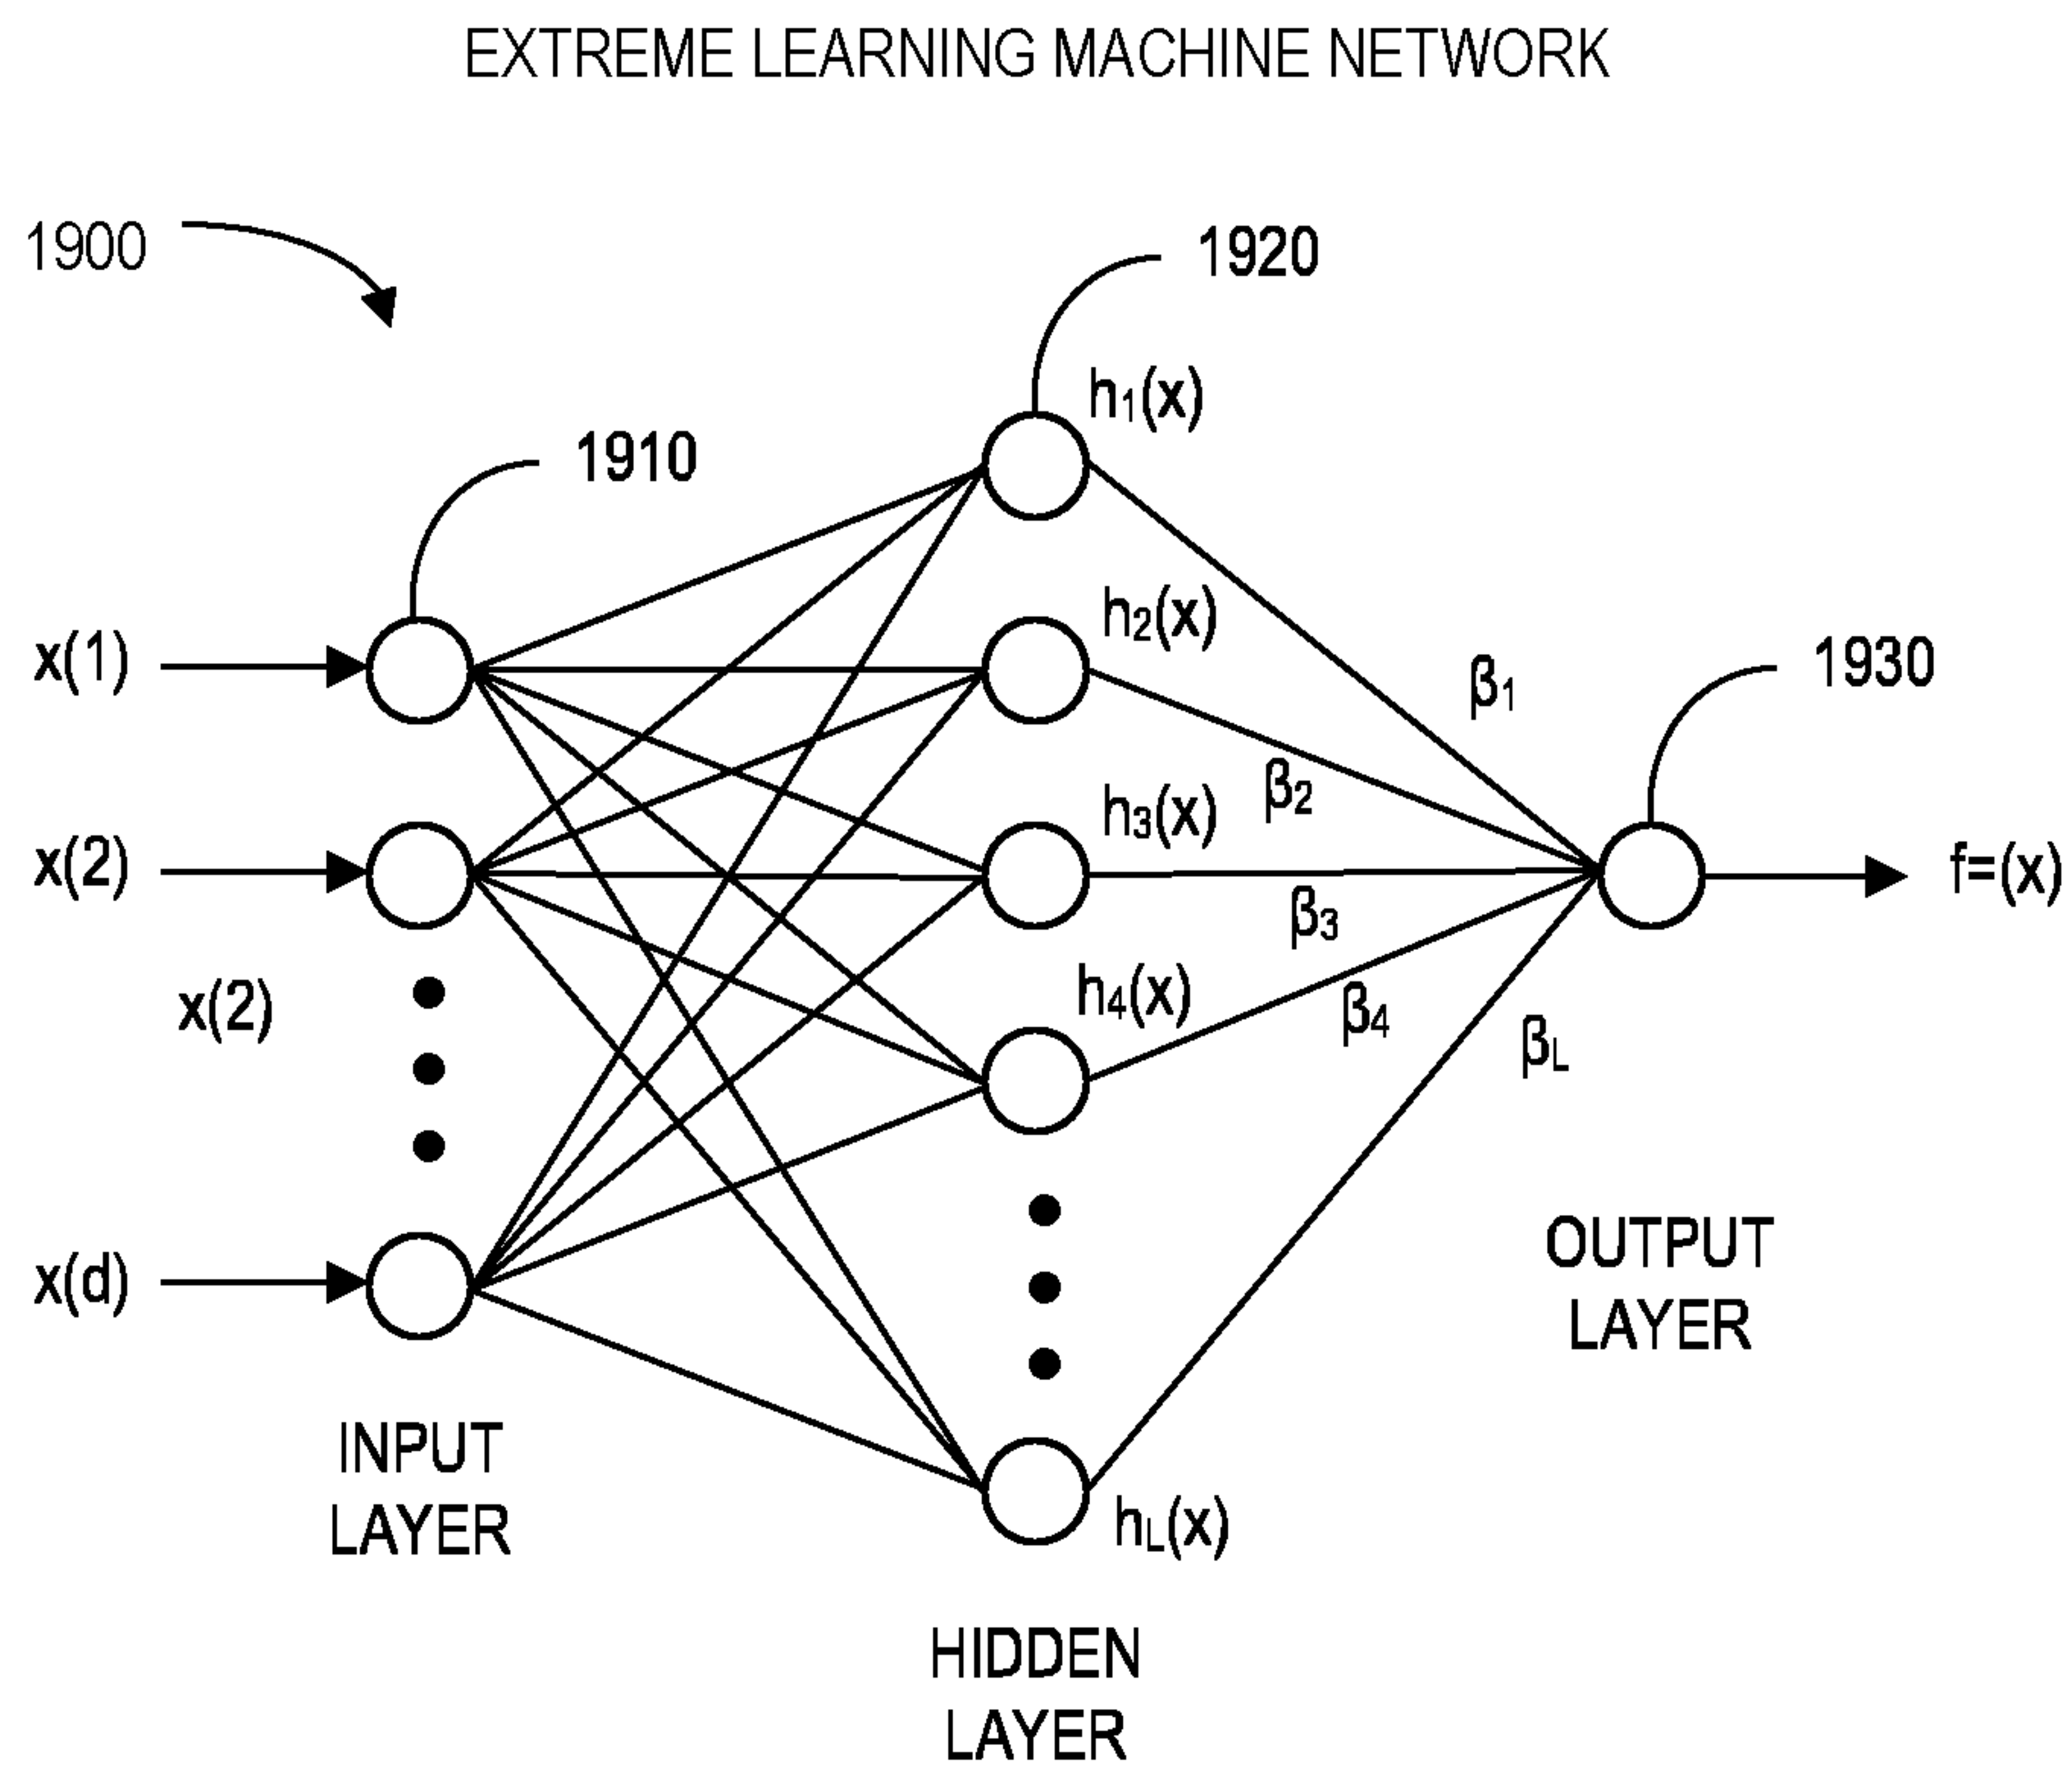 EXTREME LEARNING MACHINE NETWORK
1900
1920
h₁(x)
1910
h₂(x)
x(1)
β₁
1930
β₂
h₃(x)
x(2)
f=(x)
β₃
h₄(x)
x(2)
β₄
βL
x(d)
OUTPUT
LAYER
INPUT
LAYER
hL(x)
HIDDEN
LAYER